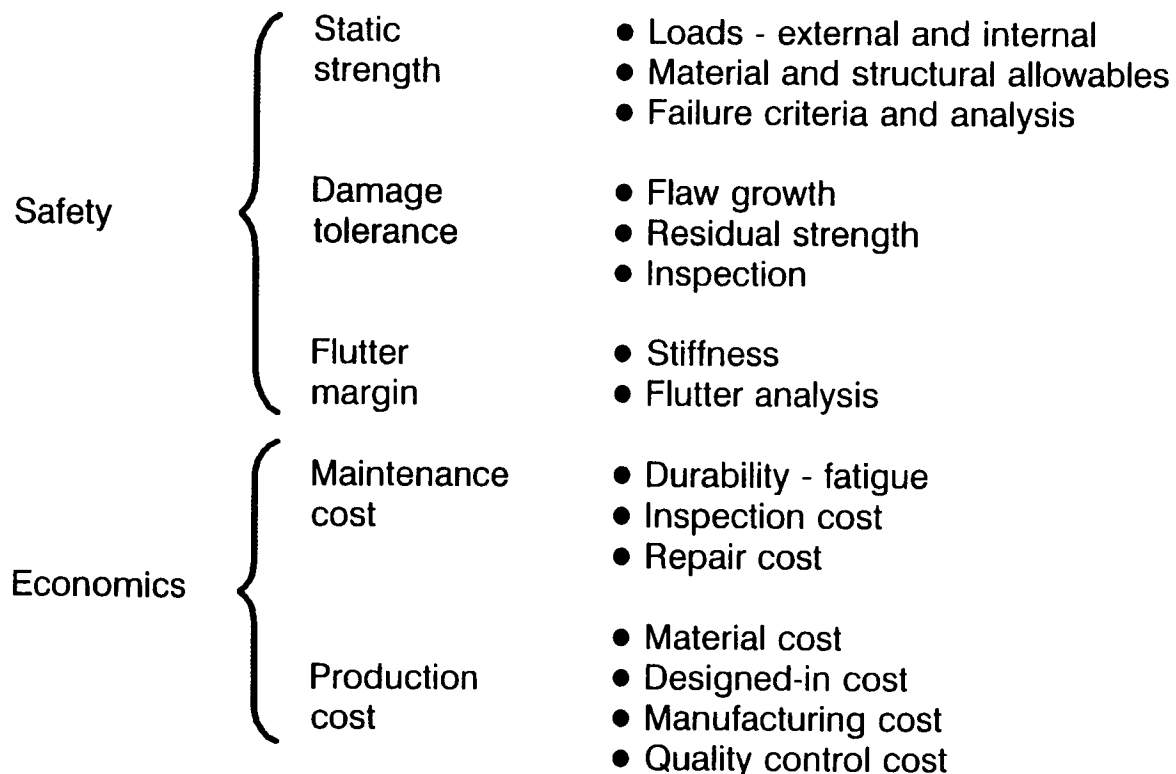 Static
strength
● Loads - external and internal
● Material and structural allowables
● Failure criteria and analysis
Safety
Damage
tolerance
● Flaw growth
● Residual strength
● Inspection
Flutter
margin
● Stiffness
● Flutter analysis
Economics
Maintenance
cost
● Durability - fatigue
● Inspection cost
● Repair cost
Production
cost
● Material cost
● Designed-in cost
● Manufacturing cost
● Quality control cost